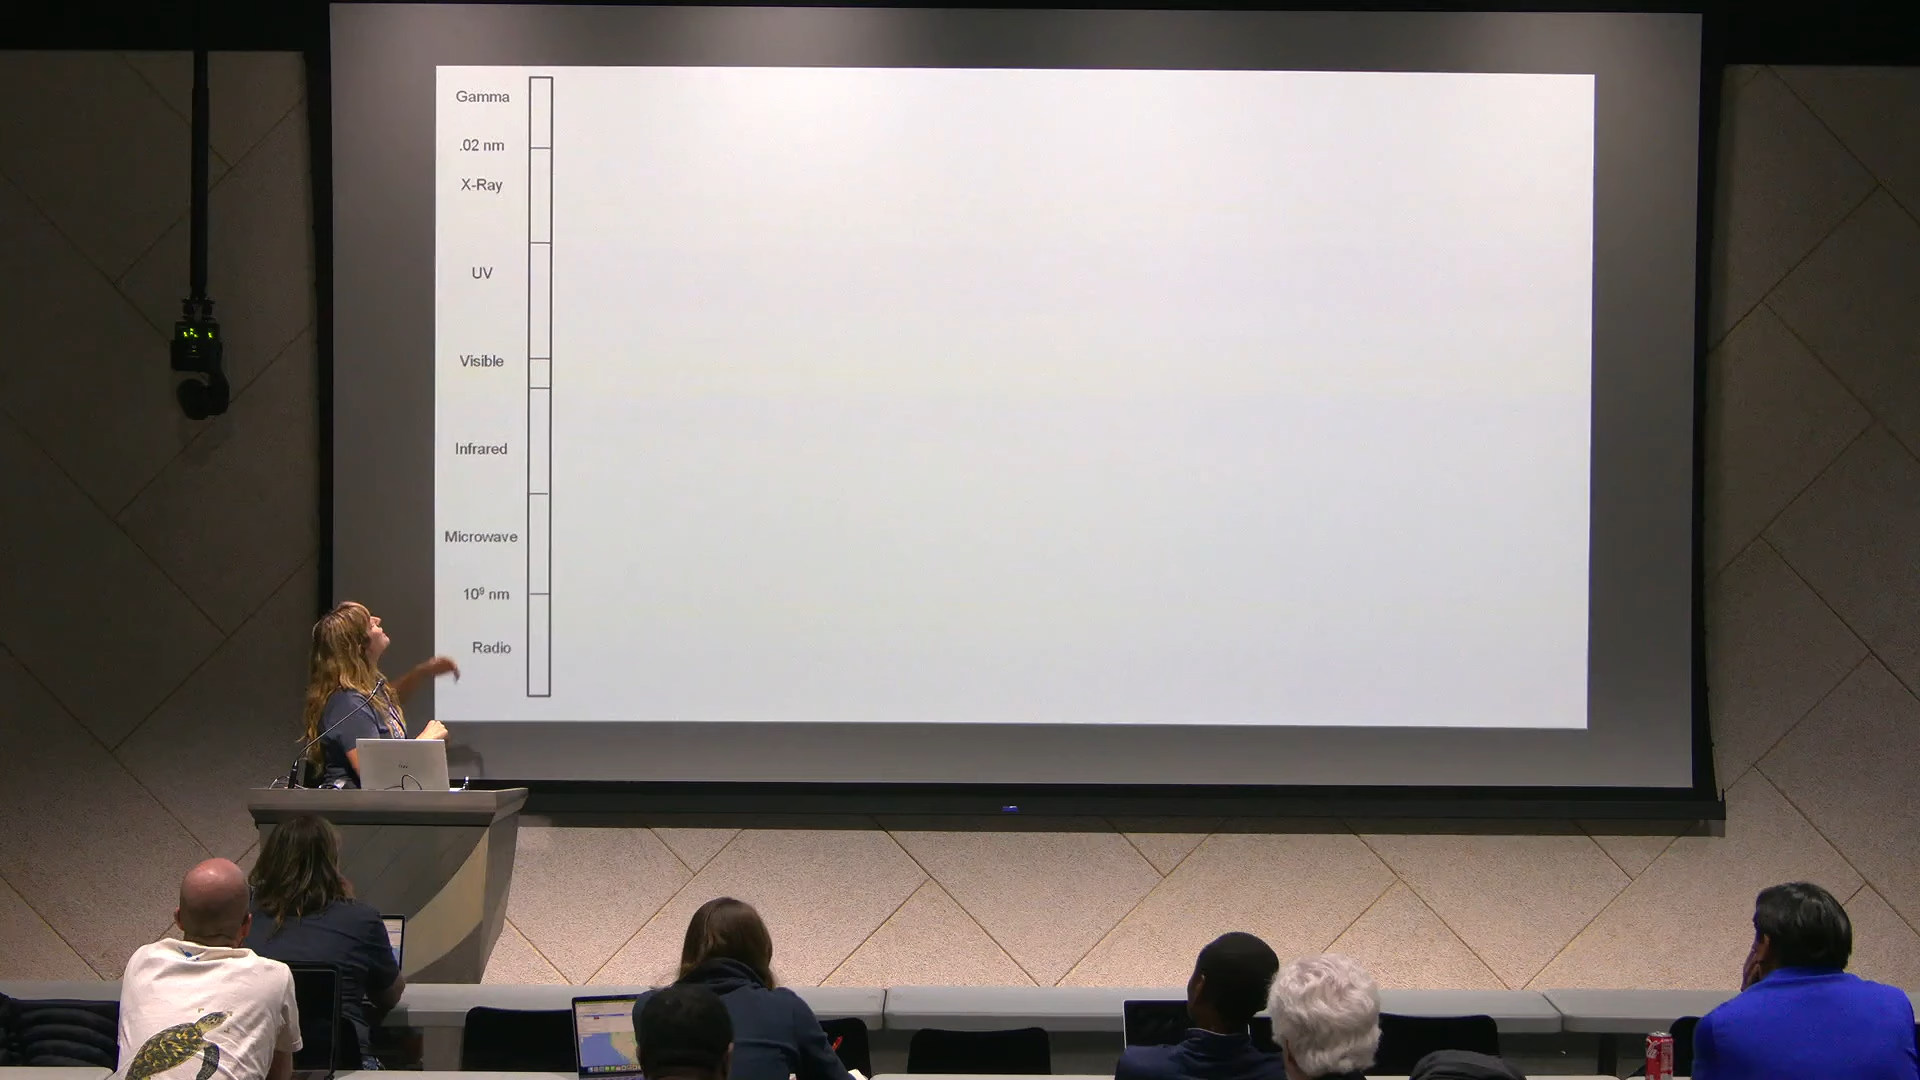 Gamma
.02 nm
X-Ray
UV
Visible
Infrared
Microwave
10⁹ nm
Radio